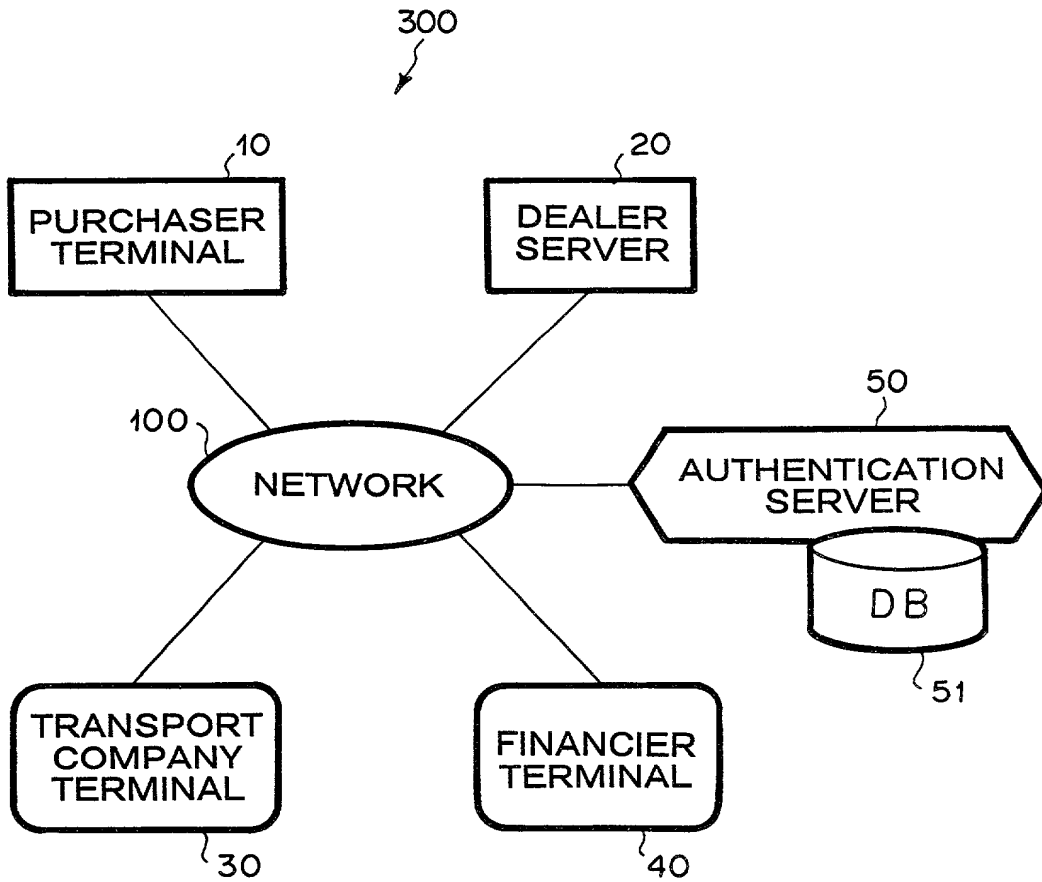 300
10
PURCHASER
TERMINAL
20
DEALER
SERVER
100
NETWORK
50
AUTHENTICATION
SERVER
DB
51
TRANSPORT
COMPANY
TERMINAL
30
FINANCIER
TERMINAL
40